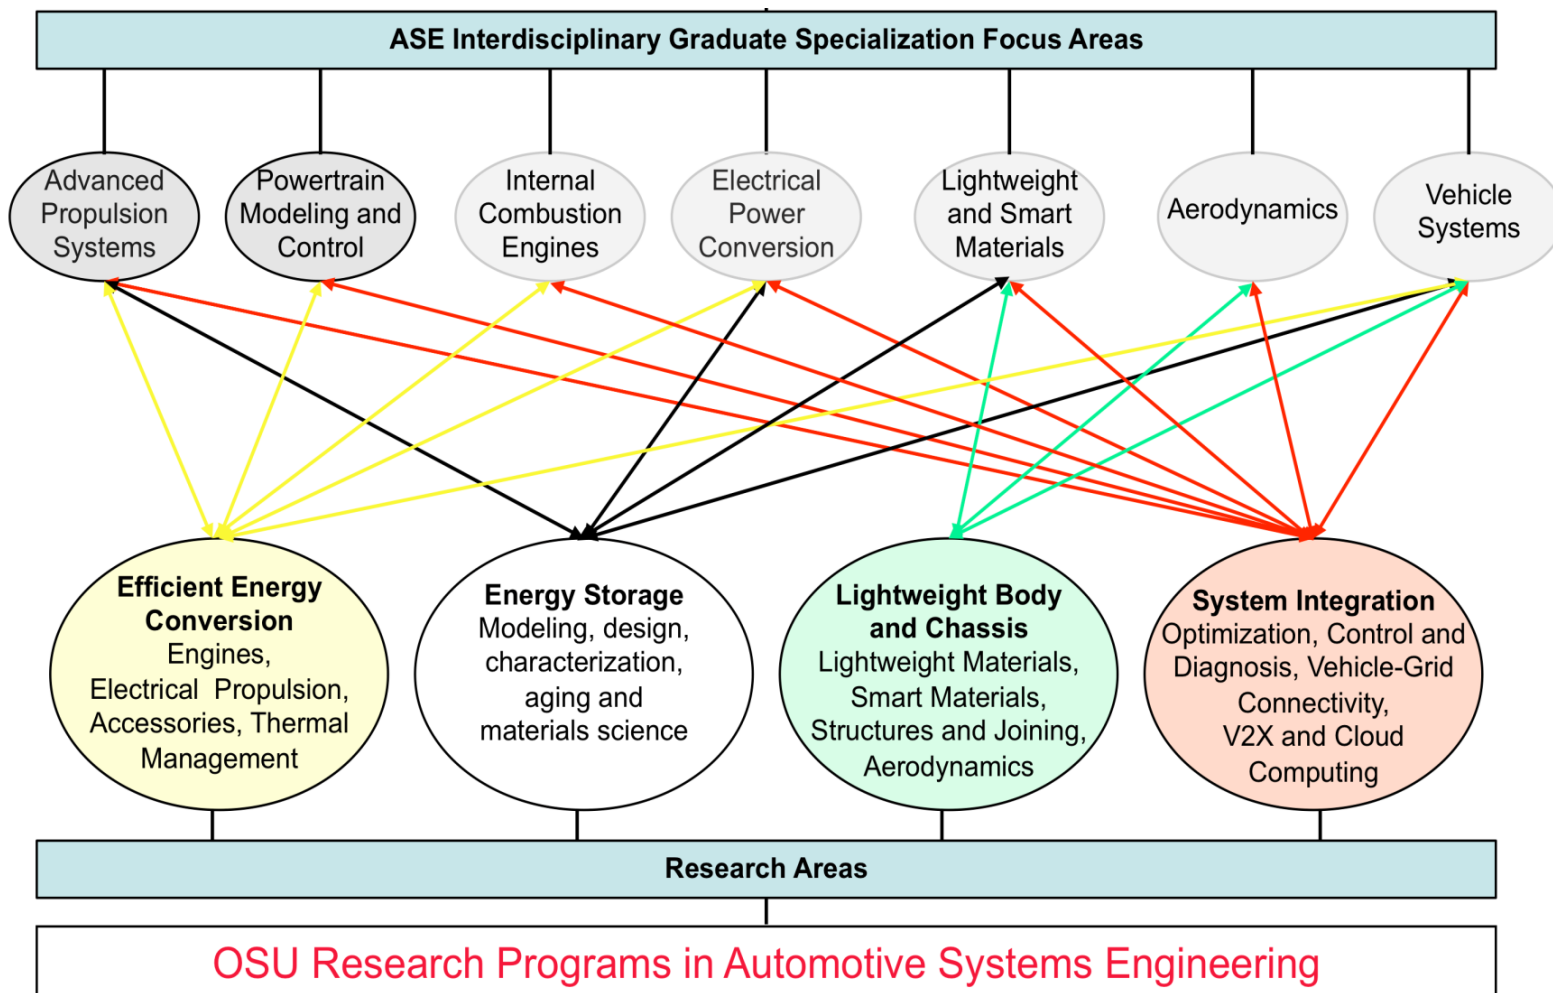 ASE Interdisciplinary Graduate Specialization Focus Areas
Advanced
Propulsion
Systems
Powertrain
Modeling and
Control
Internal
Combustion
Engines
Electrical
Power
Conversion
Lightweight
and Smart
Materials
Aerodynamics
Vehicle
Systems
Efficient Energy
Conversion
Engines,
Electrical Propulsion,
Accessories, Thermal
Management
Energy Storage
Modeling, design,
characterization,
aging and
materials science
Lightweight Body
and Chassis
Lightweight Materials,
Smart Materials,
Structures and Joining,
Aerodynamics
System Integration
Optimization, Control and
Diagnosis, Vehicle-Grid
Connectivity,
V2X and Cloud
Computing
Research Areas
OSU Research Programs in Automotive Systems Engineering